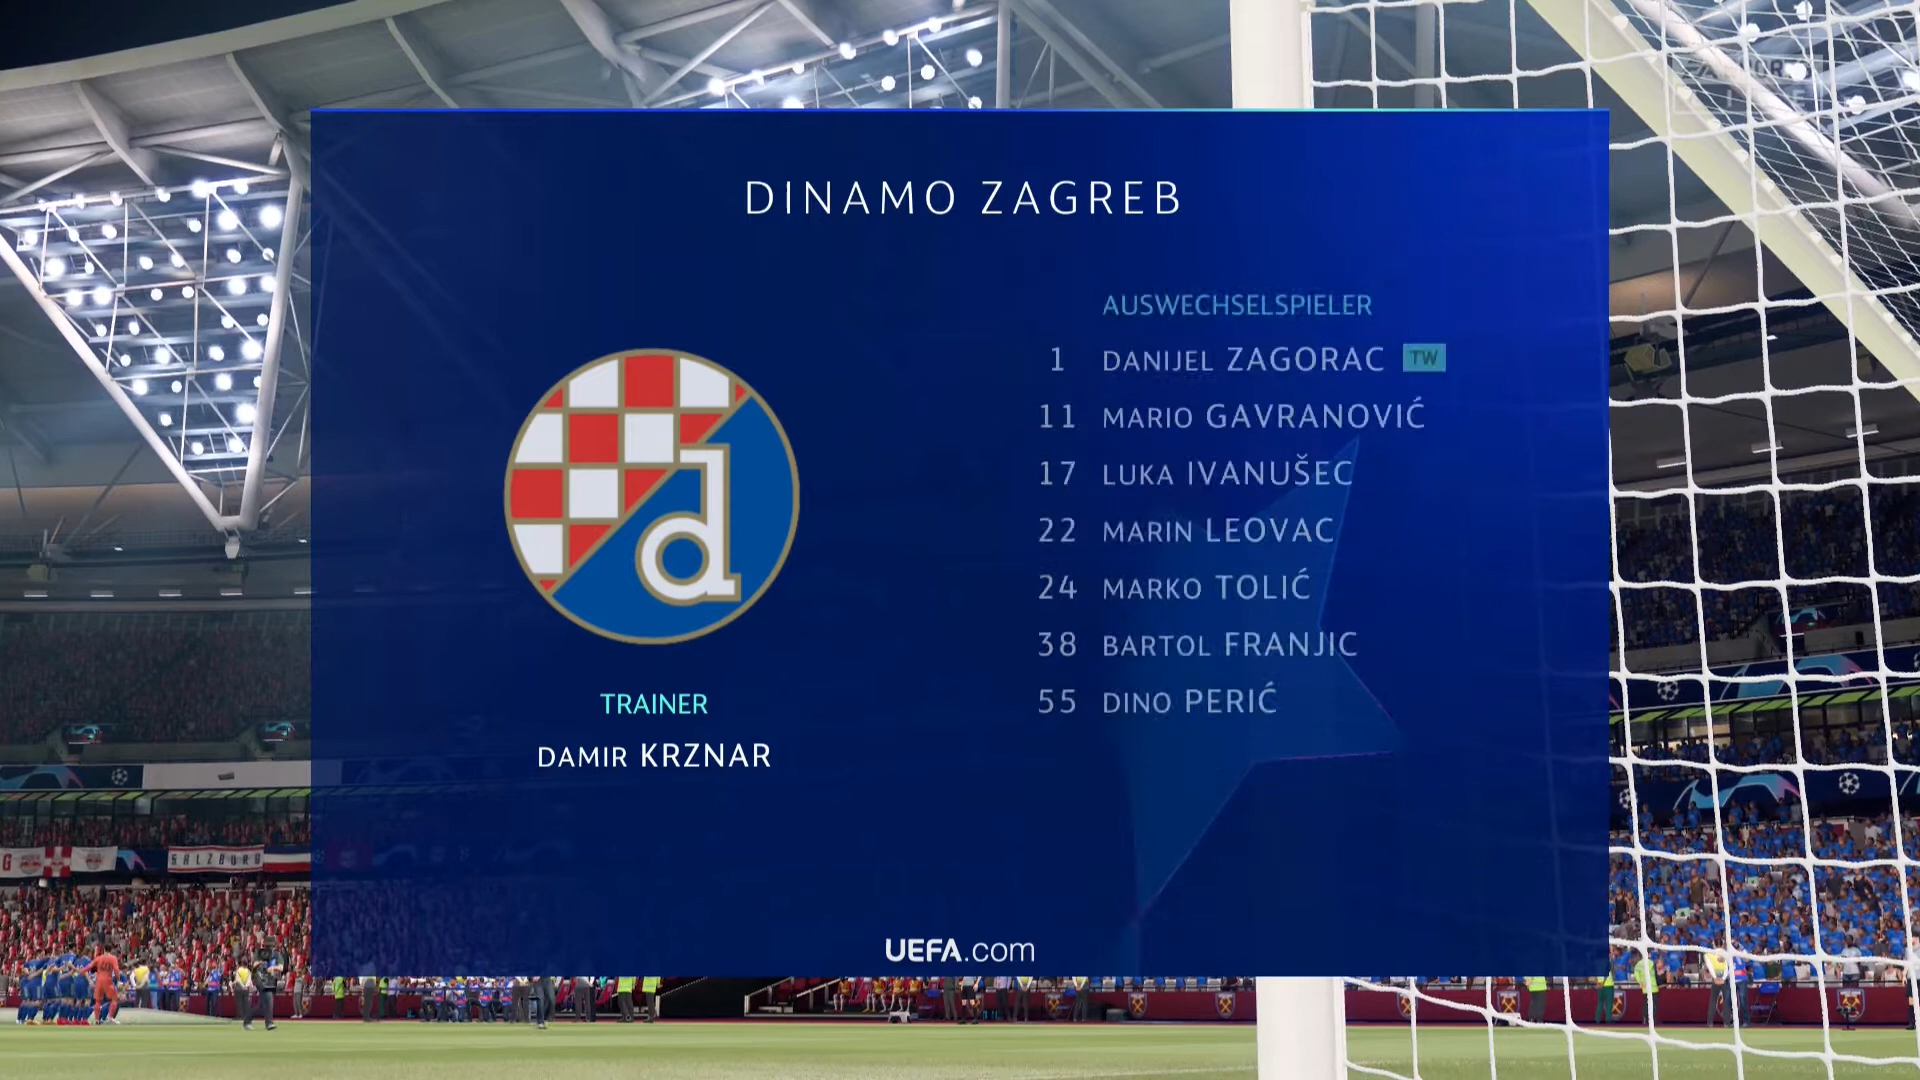 DINAMO ZAGREB
AUSWECHSELSPIELER
1 DANIJEL ZAGORAC TW
11 MARIO GAVRANOVIĆ
17 LUKA IVANUŠEC
22 MARIN LEOVAC
24 MARKO TOLIĆ
38 BARTOL FRANJIC
55 DINO PERIĆ
TRAINER
DAMIR KRZNAR
SALZBURG
UEFA.com